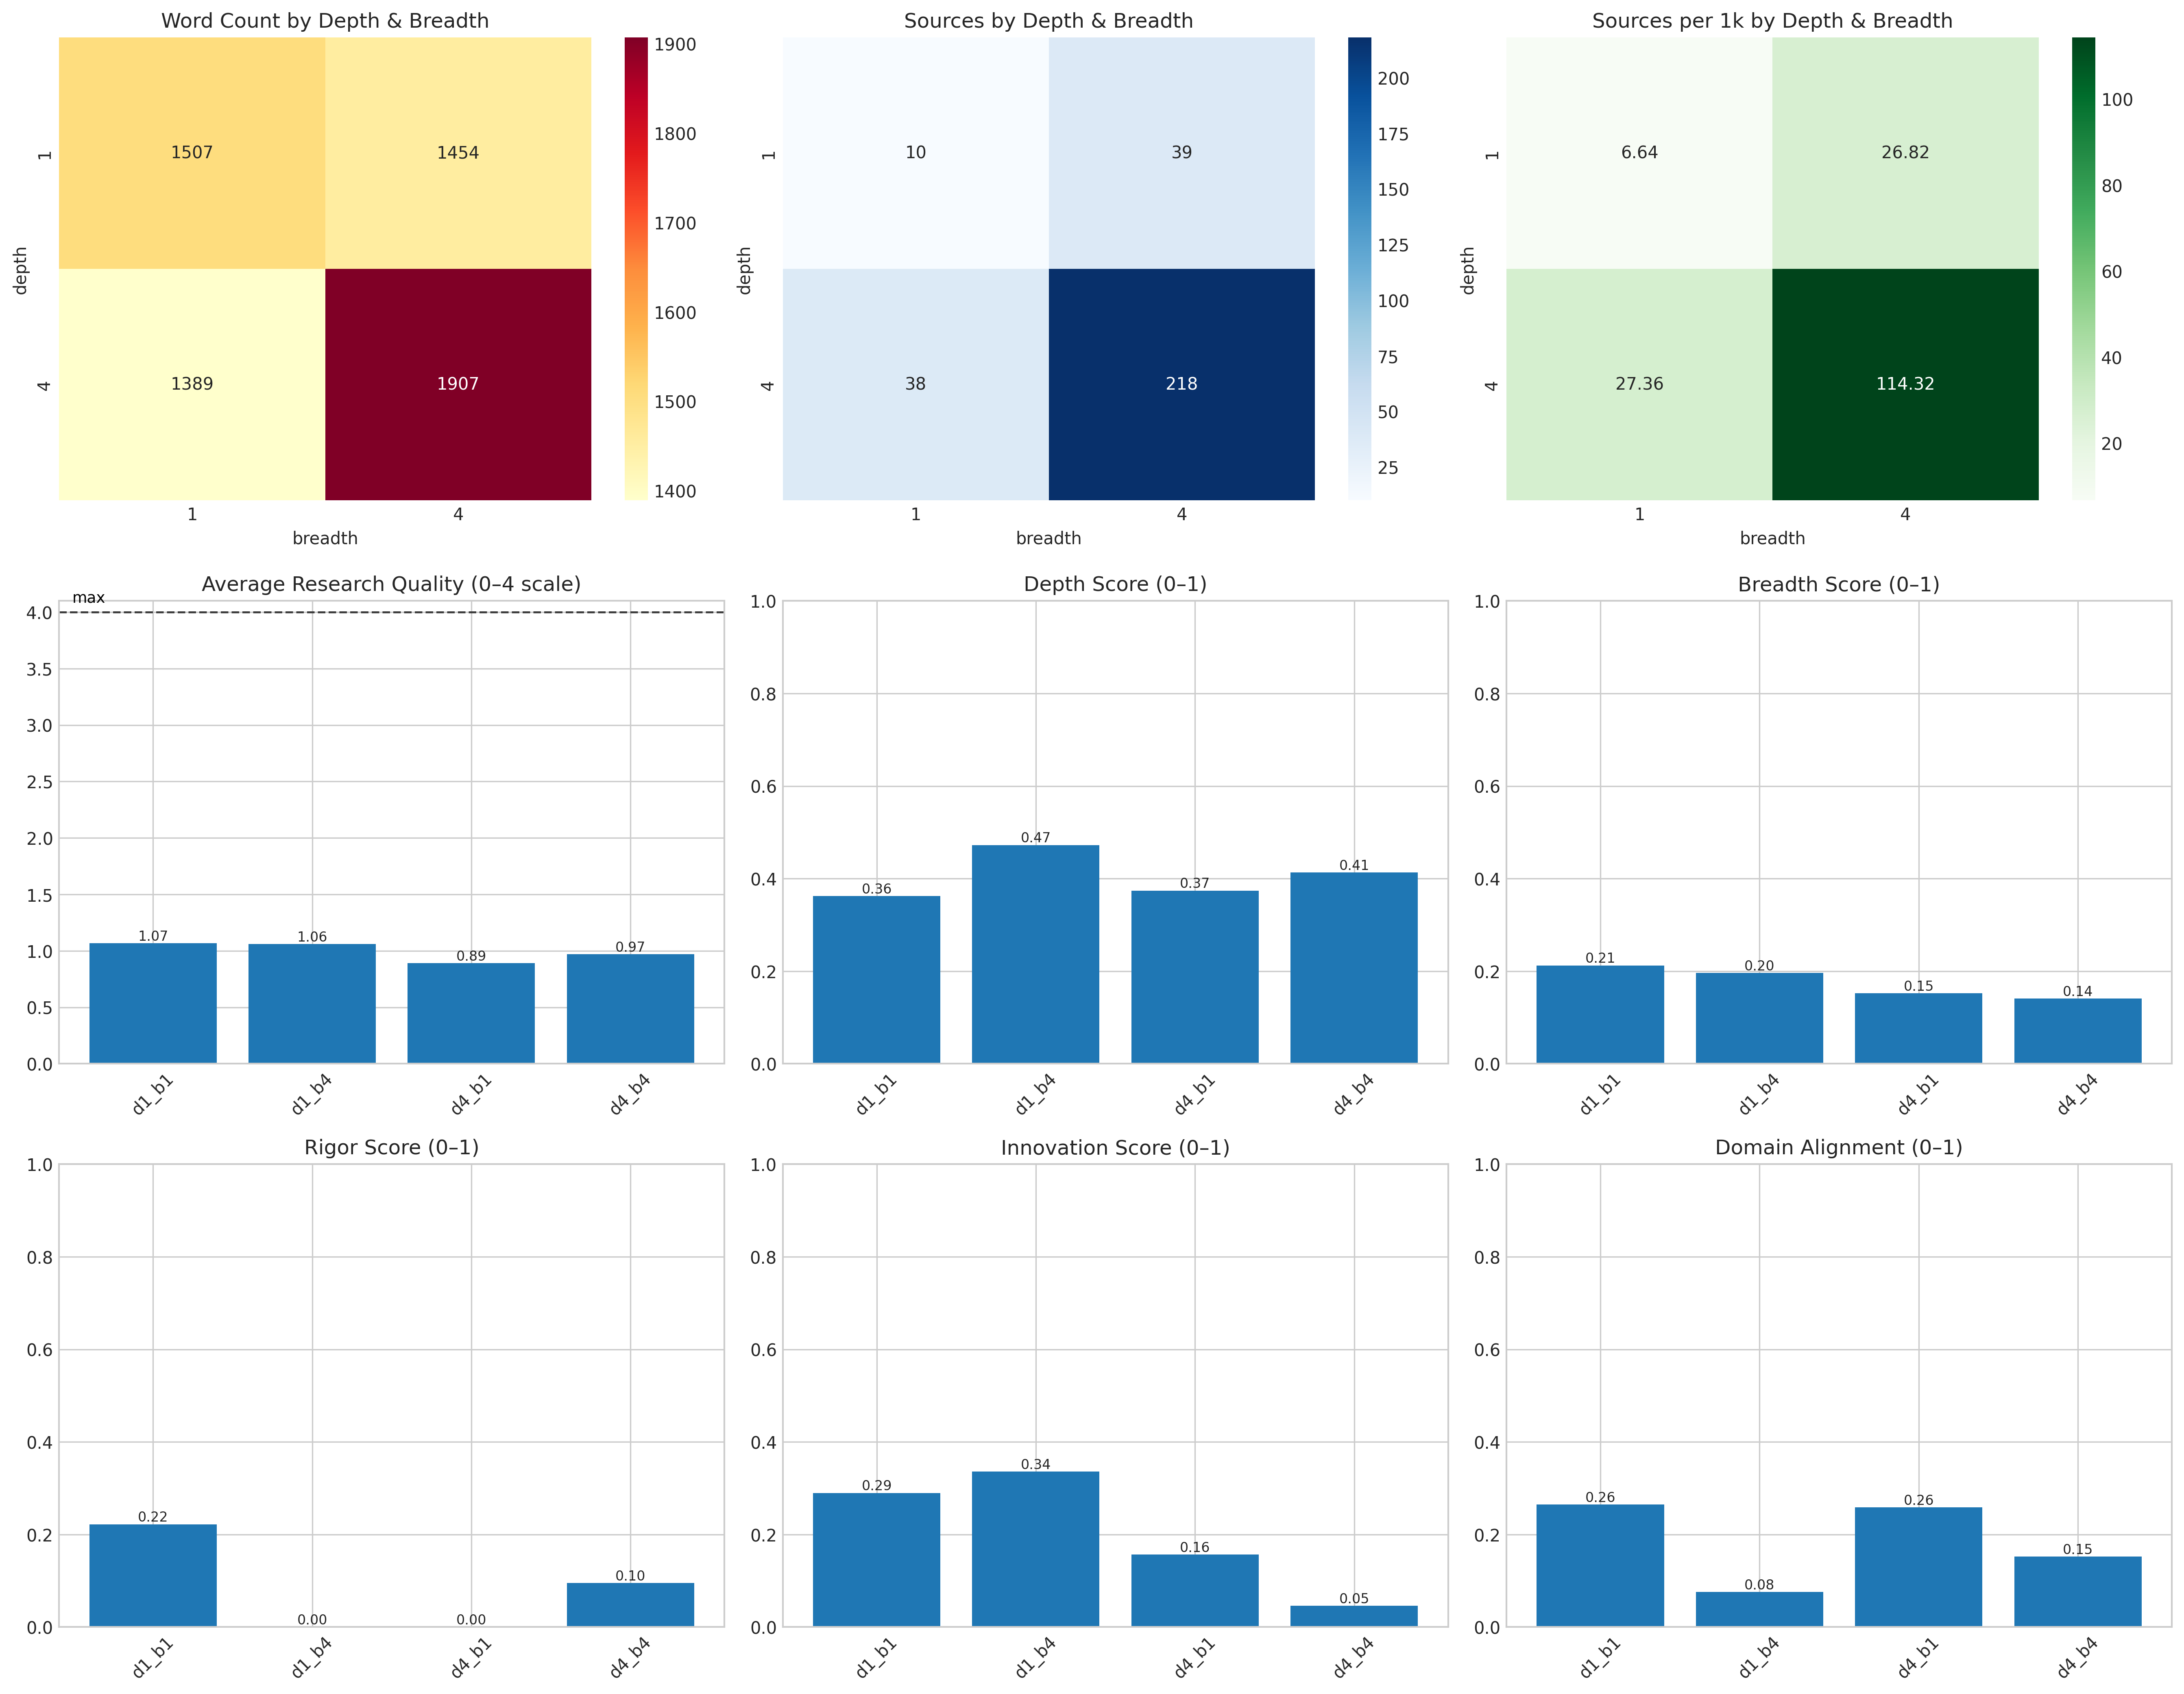 Word Count by Depth & Breadth
1507
1454
1389
1907
1
4
depth
1
4
breadth
1900
1800
1700
1600
1500
1400
Sources by Depth & Breadth
10
39
38
218
1
4
depth
1
4
breadth
200
175
150
125
100
75
50
25
Sources per 1k by Depth & Breadth
6.64
26.82
27.36
114.32
1
4
depth
1
4
breadth
100
80
60
40
20
Average Research Quality (0–4 scale)
max
4.0
3.5
3.0
2.5
2.0
1.5
1.0
0.5
0.0
1.07
1.06
0.89
0.97
d1_b1
d1_b4
d4_b1
d4_b4
Depth Score (0–1)
1.0
0.8
0.6
0.4
0.2
0.0
0.36
0.47
0.37
0.41
d1_b1
d1_b4
d4_b1
d4_b4
Breadth Score (0–1)
1.0
0.8
0.6
0.4
0.2
0.0
0.21
0.20
0.15
0.14
d1_b1
d1_b4
d4_b1
d4_b4
Rigor Score (0–1)
1.0
0.8
0.6
0.4
0.2
0.0
0.22
0.00
0.00
0.10
d1_b1
d1_b4
d4_b1
d4_b4
Innovation Score (0–1)
1.0
0.8
0.6
0.4
0.2
0.0
0.29
0.34
0.16
0.05
d1_b1
d1_b4
d4_b1
d4_b4
Domain Alignment (0–1)
1.0
0.8
0.6
0.4
0.2
0.0
0.26
0.08
0.26
0.15
d1_b1
d1_b4
d4_b1
d4_b4